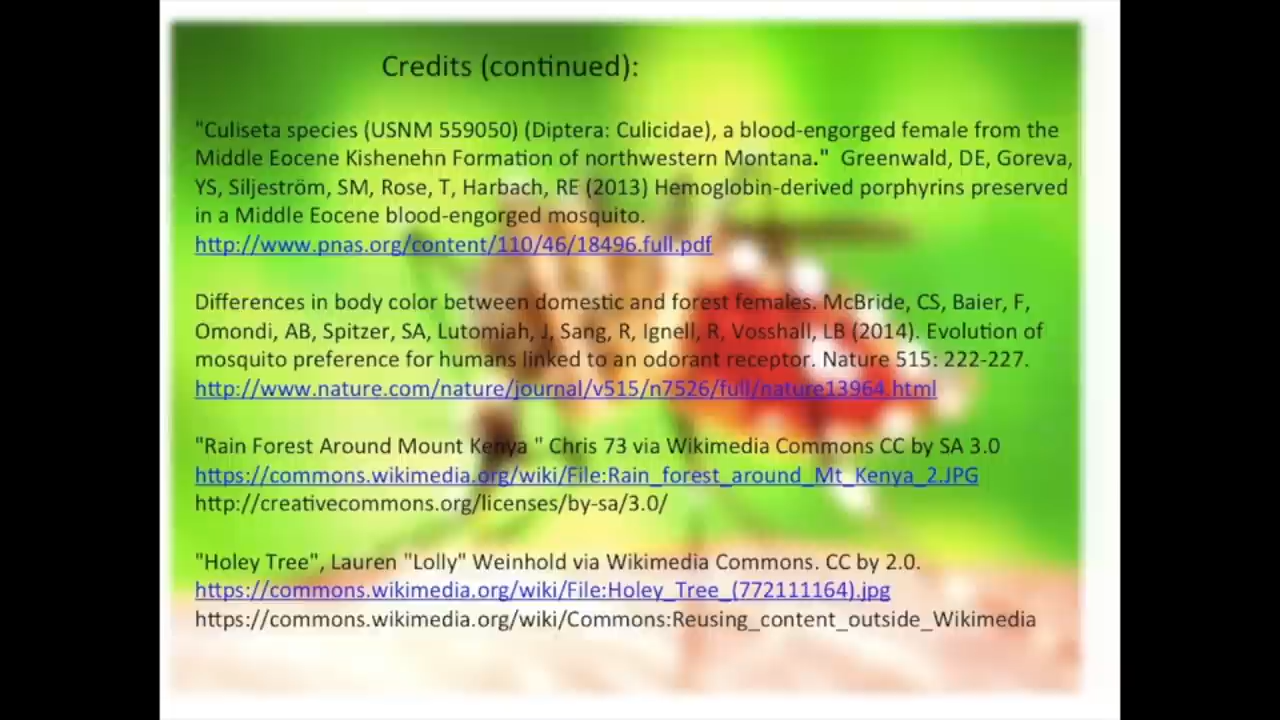 Credits (continued):
"Culiseta species (USNM 559050) (Diptera: Culicidae), a blood-engorged female from the
Middle Eocene Kishenehn Formation of northwestern Montana."  Greenwald, DE, Goreva,
YS, Siljeström, SM, Rose, T, Harbach, RE (2013) Hemoglobin-derived porphyrins preserved
in a Middle Eocene blood-engorged mosquito.
http://www.pnas.org/content/110/46/18496.full.pdf
Differences in body color between domestic and forest females. McBride, CS, Baier, F,
Omondi, AB, Spitzer, SA, Lutomiah, J, Sang, R, Ignell, R, Vosshall, LB (2014). Evolution of
mosquito preference for humans linked to an odorant receptor. Nature 515: 222-227.
http://www.nature.com/nature/journal/v515/n7526/full/nature13964.html
"Rain Forest Around Mount Kenya " Chris 73 via Wikimedia Commons CC by SA 3.0
https://commons.wikimedia.org/wiki/File:Rain_forest_around_Mt_Kenya_2.JPG
http://creativecommons.org/licenses/by-sa/3.0/
"Holey Tree", Lauren "Lolly" Weinhold via Wikimedia Commons. CC by 2.0.
https://commons.wikimedia.org/wiki/File:Holey_Tree_(772111164).jpg
https://commons.wikimedia.org/wiki/Commons:Reusing_content_outside_Wikimedia